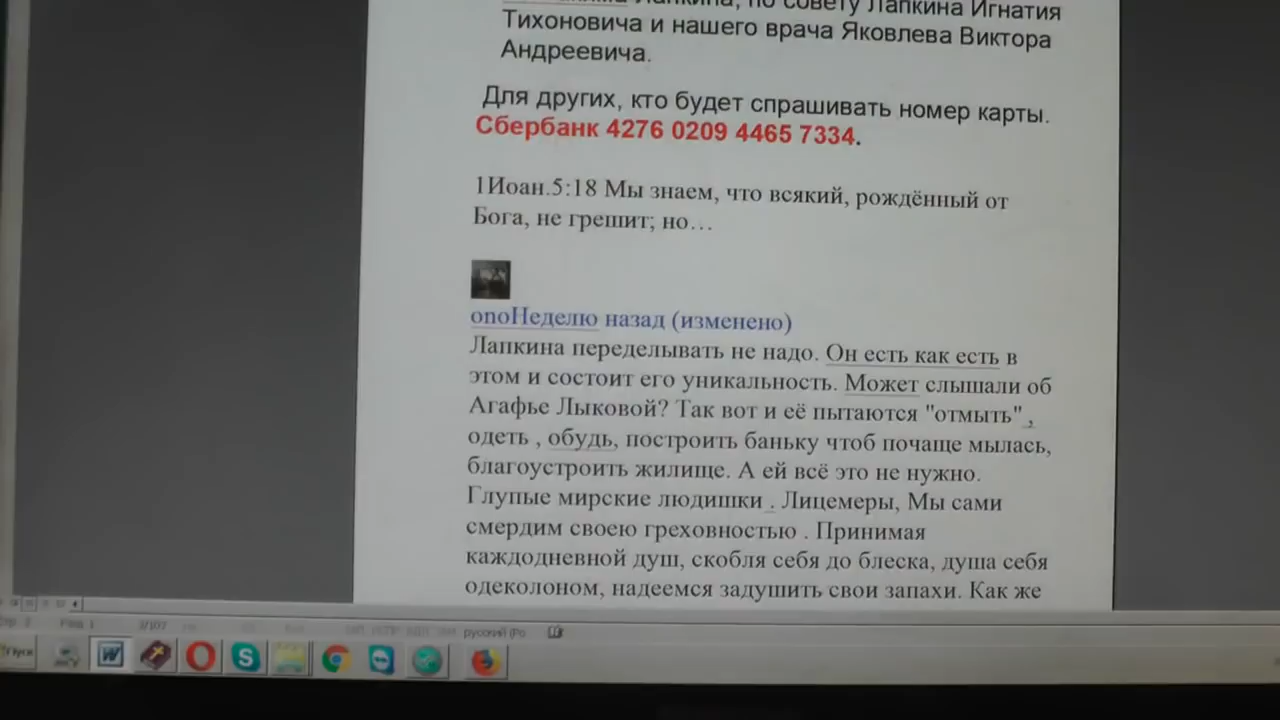 Лапкина, по совету Лапкина Игнатия
Тихоновича и нашего врача Яковлева Виктора
Андреевича.
Для других, кто будет спрашивать номер карты.
Сбербанк 4276 0209 4465 7334.
1Иоан.5:18 Мы знаем, что всякий, рождённый от
Бога, не грешит; но…
onoНеделю назад (изменено)
Лапкина переделывать не надо. Он есть как есть в
этом и состоит его уникальность. Может слышали об
Агафье Лыковой? Так вот и её пытаются "отмыть" ,
одеть , обудь, построить баньку чтоб почаще мылась,
благоустроить жилище. А ей всё это не нужно.
Глупые мирские людишки . Лицемеры, Мы сами
смердим своею греховностью . Принимая
каждодневной душ, скобля себя до блеска, душа себя
одеколоном, надеемся задушить свои запахи. Как же
русский (Ро